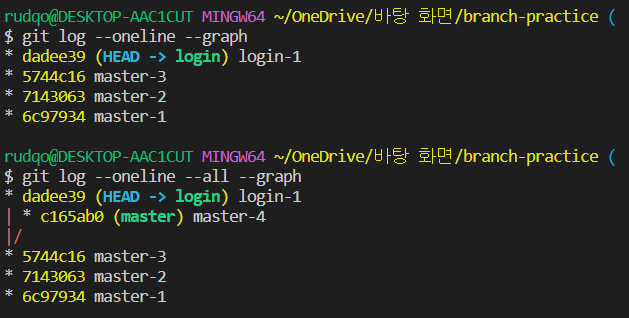 rudqo@DESKTOP-AAC1CUT MINGW64 ~/OneDrive/바탕 화면/branch-practice (
$ git log --oneline --graph
* dadee39 (HEAD -> login) login-1
* 5744c16 master-3
* 7143063 master-2
* 6c97934 master-1
rudqo@DESKTOP-AAC1CUT MINGW64 ~/OneDrive/바탕 화면/branch-practice (
$ git log --oneline --all --graph
* dadee39 (HEAD -> login) login-1
| * c165ab0 (master) master-4
|/
* 5744c16 master-3
* 7143063 master-2
* 6c97934 master-1